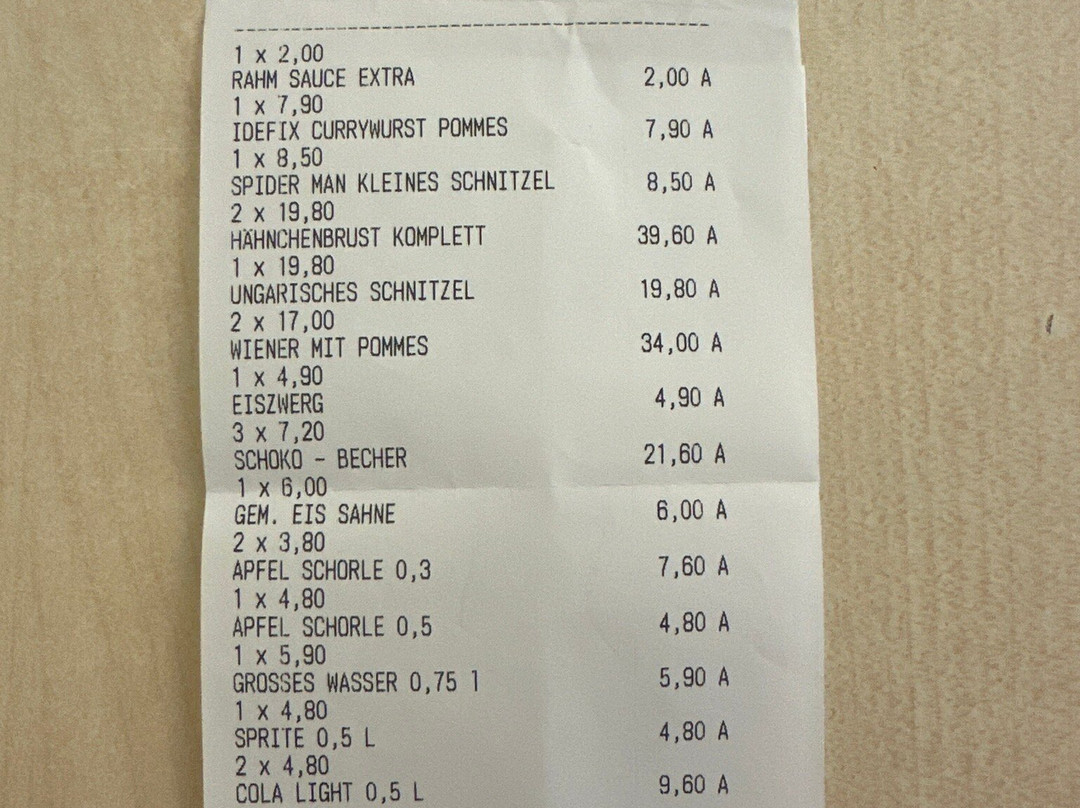 1 x 2,00
RAHM SAUCE EXTRA 2,00 A
1 x 7,90
IDEFIX CURRYWURST POMMES 7,90 A
1 x 8,50
SPIDER MAN KLEINES SCHNITZEL 8,50 A
2 x 19,80
HÄHNCHENBRUST KOMPLETT 39,60 A
1 x 19,80
UNGARISCHES SCHNITZEL 19,80 A
2 x 17,00
WIENER MIT POMMES 34,00 A
1 x 4,90
EISZWERG 4,90 A
3 x 7,20
SCHOKO - BECHER 21,60 A
1 x 6,00
GEM. EIS SAHNE 6,00 A
2 x 3,80
APFEL SCHORLE 0,3 7,60 A
1 x 4,80
APFEL SCHORLE 0,5 4,80 A
1 x 5,90
GROSSES WASSER 0,75 l 5,90 A
1 x 4,80
SPRITE 0,5 L 4,80 A
2 x 4,80
COLA LIGHT 0,5 L 9,60 A